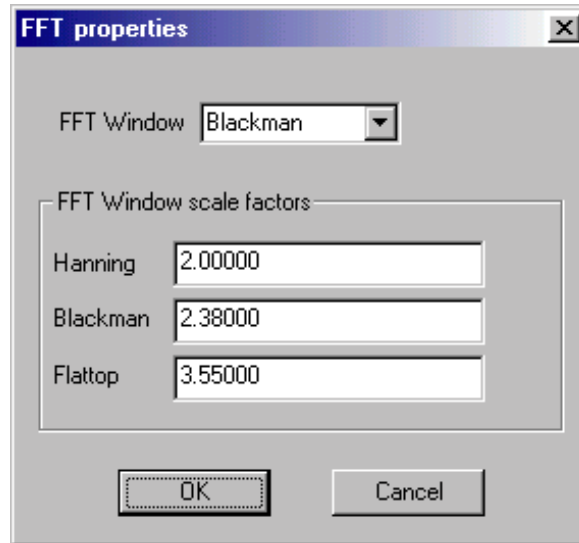 FFT properties
FFT Window Blackman
FFT Window scale factors
Hanning 2.00000
Blackman 2.38000
Flattop 3.55000
OK Cancel